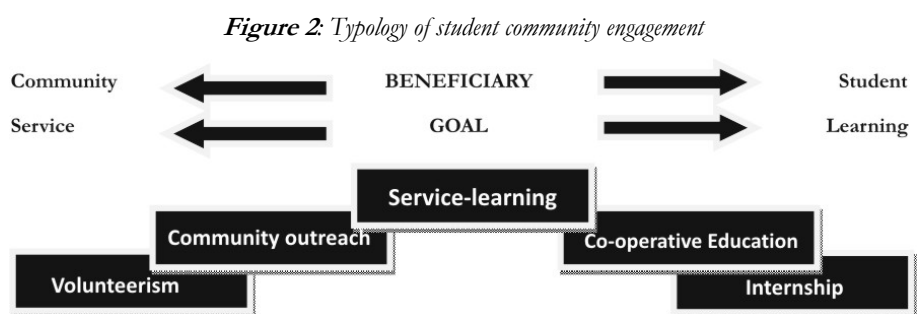 Figure 2: Typology of student community engagement
Community BENEFICIARY Student
Service GOAL Learning
Service-learning
Community outreach Co-operative Education
Volunteerism Internship